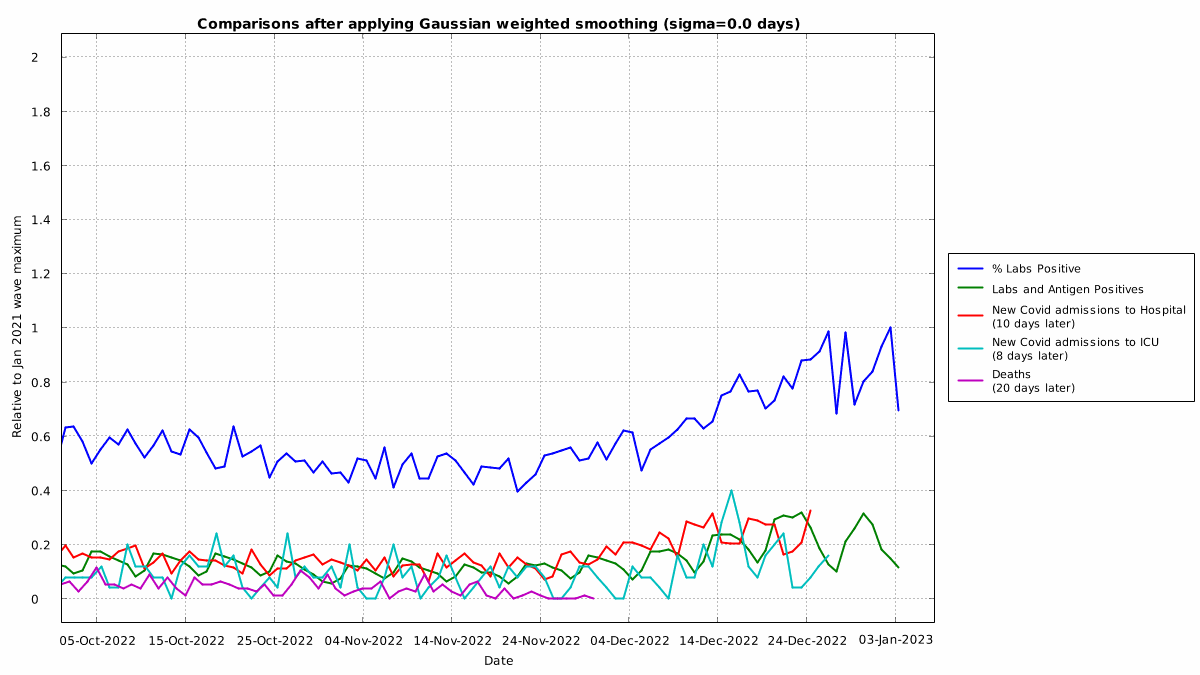 Comparisons after applying Gaussian weighted smoothing (sigma=0.0 days)
Relative to Jan 2021 wave maximum
2
1.8
1.6
1.4
1.2
1
0.8
0.6
0.4
0.2
0
05-Oct-2022
15-Oct-2022
25-Oct-2022
04-Nov-2022
14-Nov-2022
24-Nov-2022
04-Dec-2022
14-Dec-2022
24-Dec-2022
03-Jan-2023
Date
% Labs Positive
Labs and Antigen Positives
New Covid admissions to Hospital
(10 days later)
New Covid admissions to ICU
(8 days later)
Deaths
(20 days later)